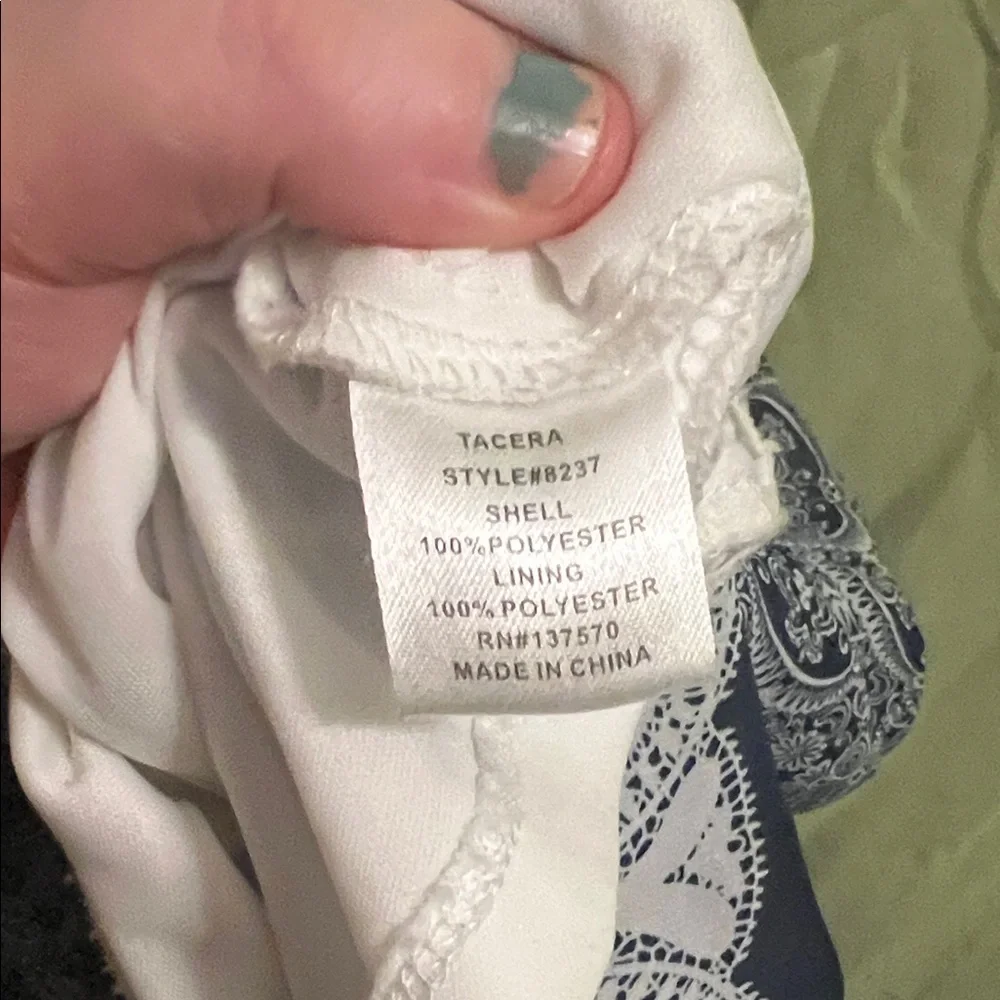 TACERA
STYLE#8237
SHELL
100%POLYESTER
LINING
100% POLYESTER
RN#137570
MADE IN CHINA